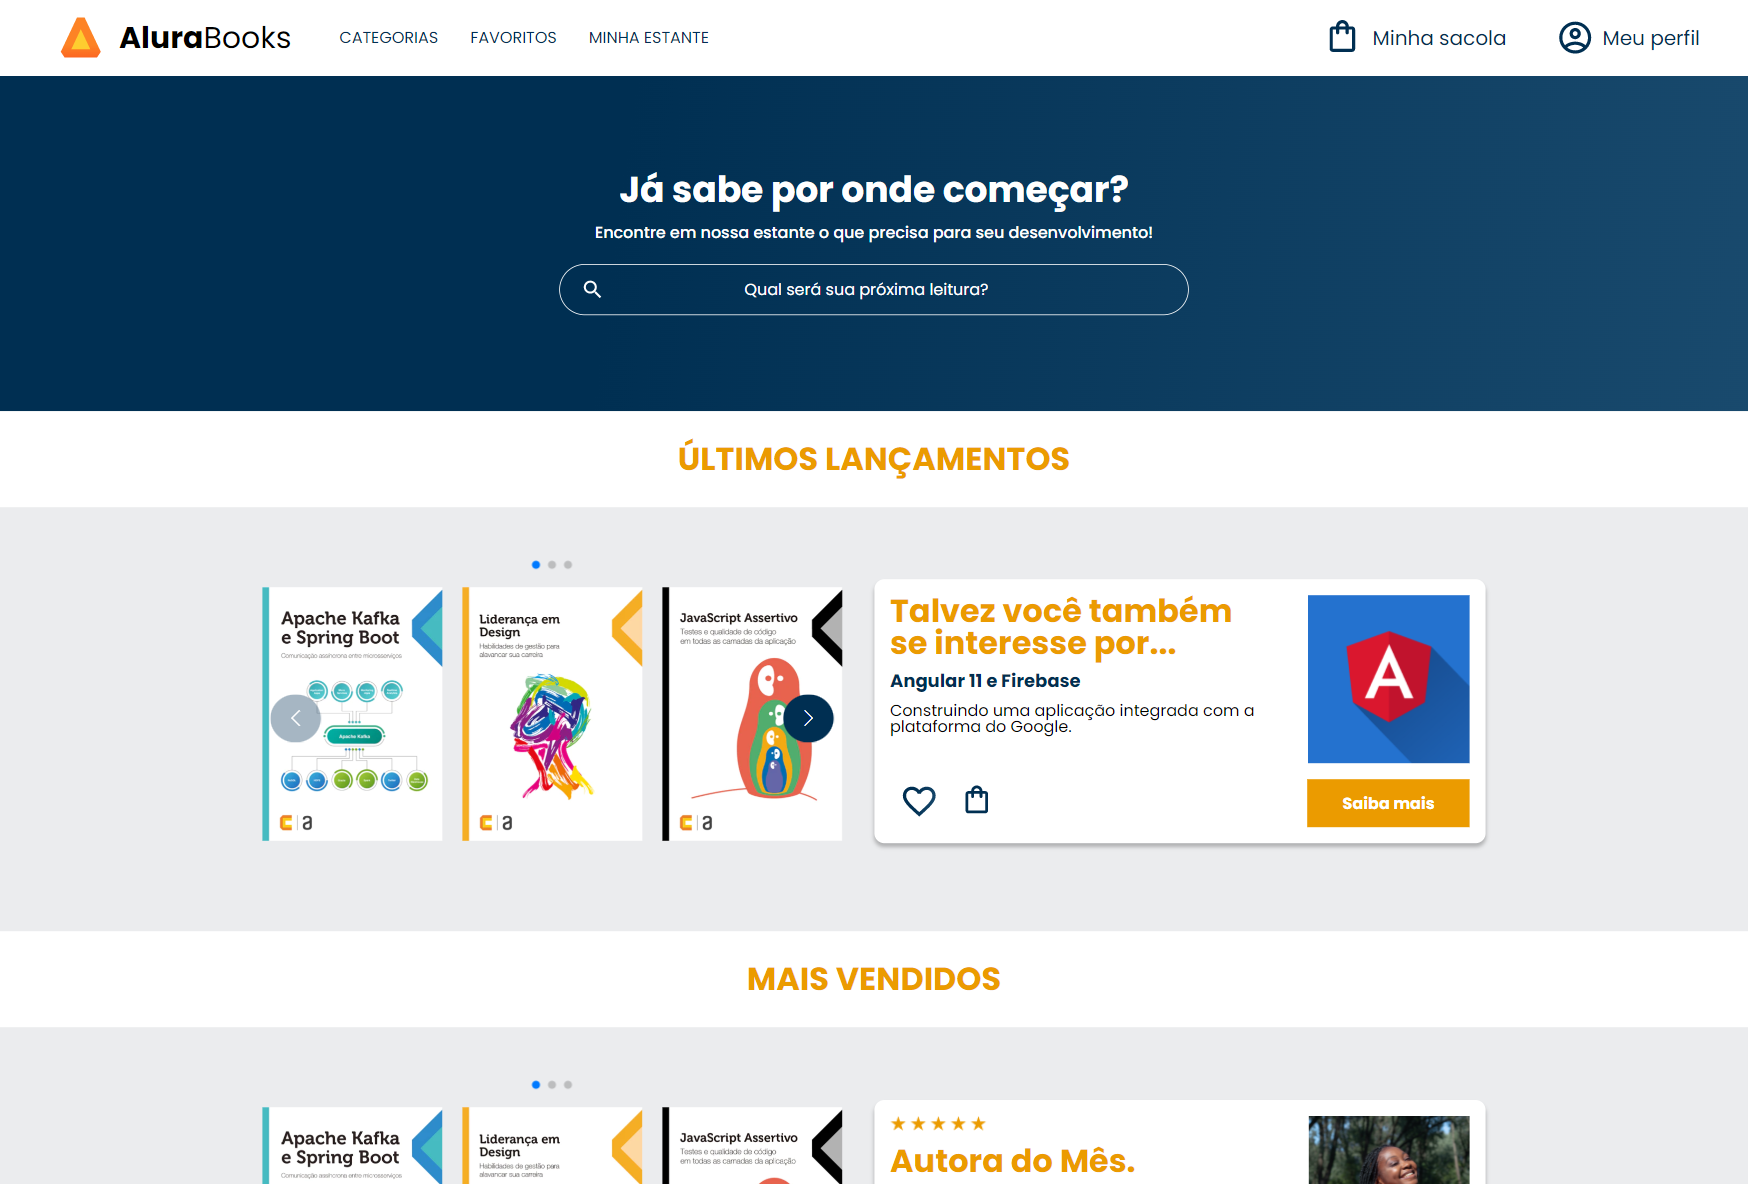 AluraBooks
CATEGORIAS
FAVORITOS
MINHA ESTANTE
Minha sacola
Meu perfil
Já sabe por onde começar?
Encontre em nossa estante o que precisa para seu desenvolvimento!
Qual será sua próxima leitura?
ÚLTIMOS LANÇAMENTOS
Apache Kafka
e Spring Boot
Comunicação assíncrona entre microsserviços
Apache Kafka
Liderança em
Design
Habilidades de gestão para
alavancar sua carreira
JavaScript Assertivo
Testes e qualidade de código
em todas as camadas da aplicação
Talvez você também
se interesse por...
Angular 11 e Firebase
Construindo uma aplicação integrada com a
plataforma do Google.
Saiba mais
MAIS VENDIDOS
Apache Kafka
e Spring Boot
Comunicação assíncrona entre microsserviços
Liderança em
Design
Habilidades de gestão para
alavancar sua carreira
JavaScript Assertivo
Testes e qualidade de código
em todas as camadas da aplicação
Autora do Mês.